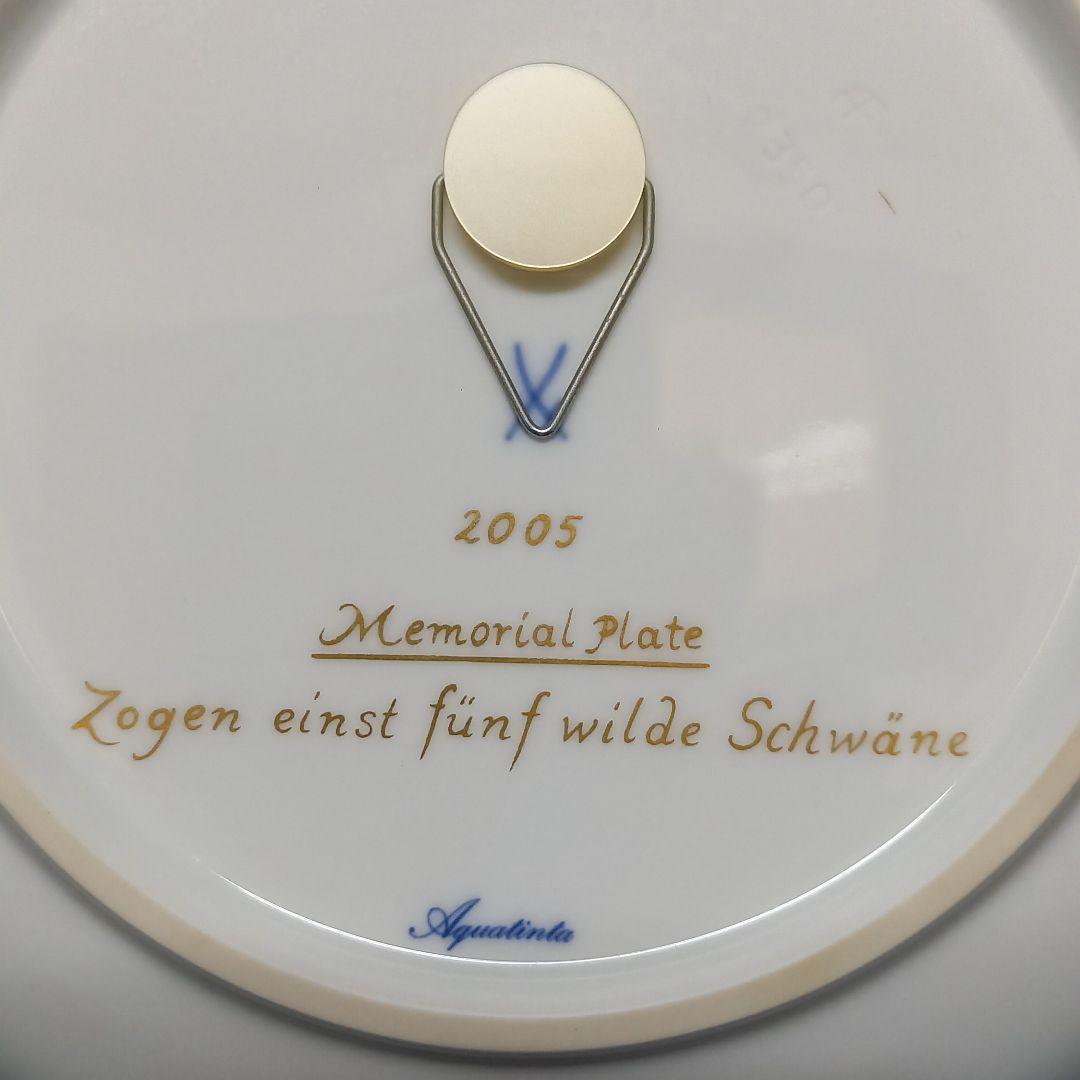 2005
Memorial Plate
Zogen einst fünf wilde Schwäne
Aquatinta